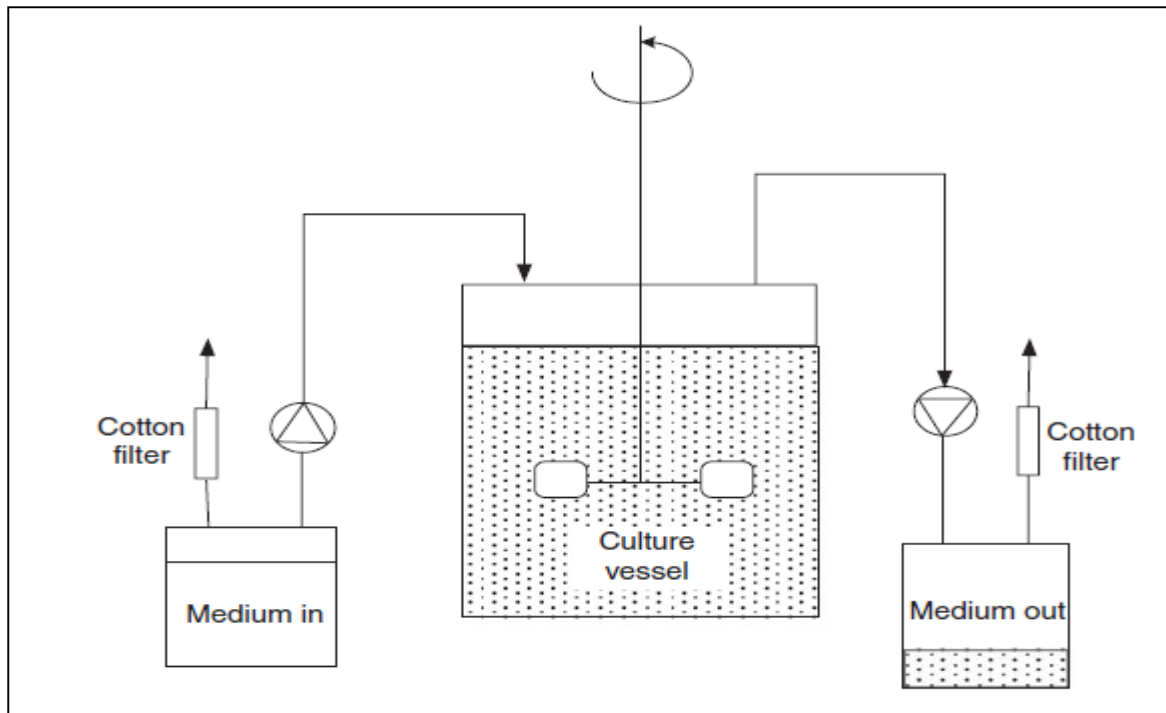 Cotton
filter
Cotton
filter
Culture
vessel
Medium in
Medium out